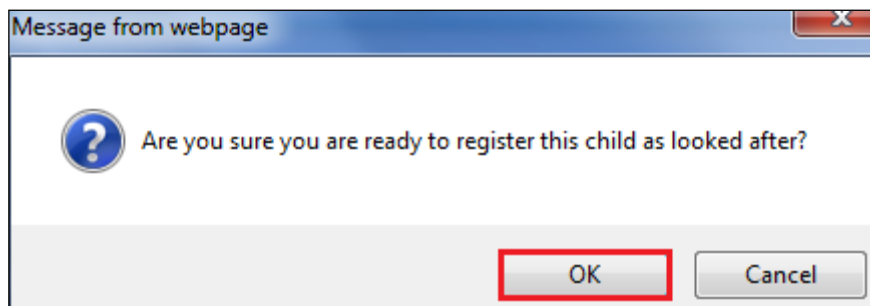 Message from webpage
Are you sure you are ready to register this child as looked after?
OK
Cancel